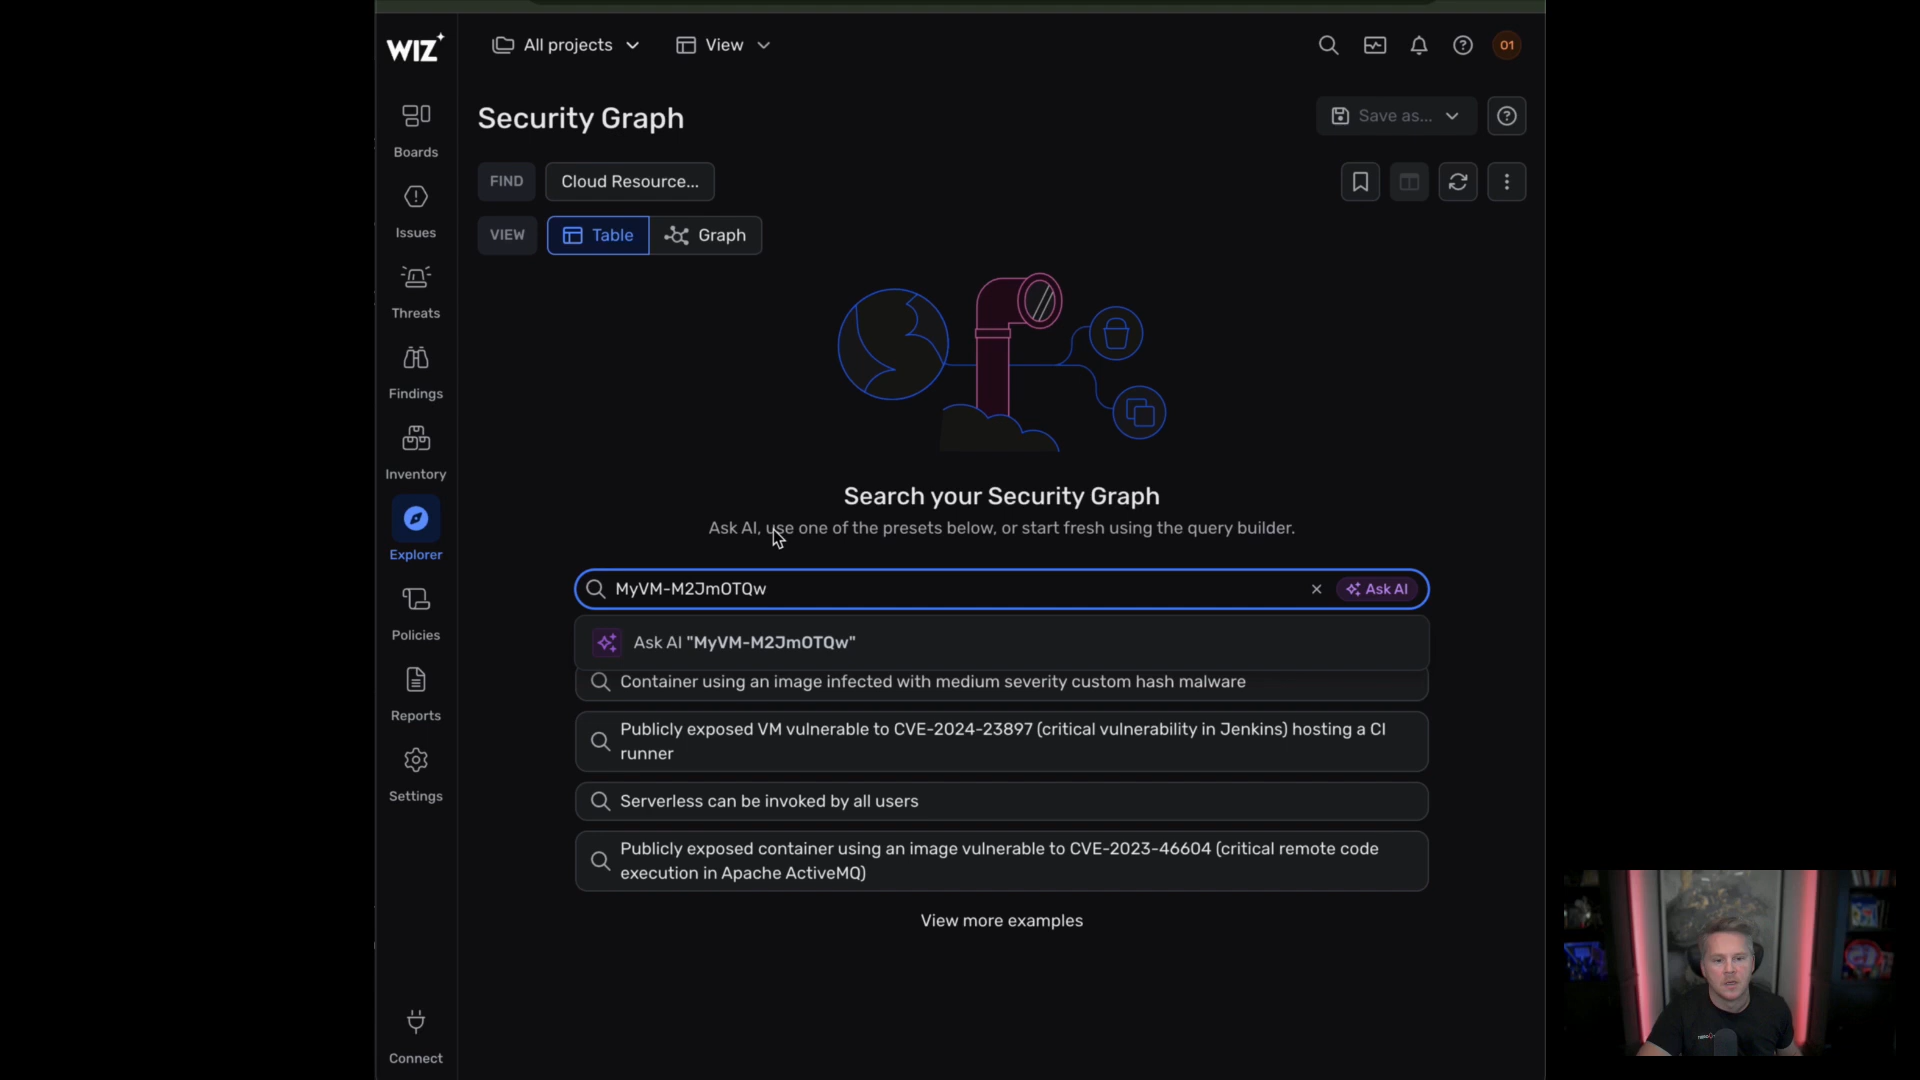 WIZ
All projects
View
01
Security Graph
Save as...
FIND
Cloud Resource...
VIEW
Table
Graph
Boards
Issues
Threats
Findings
Inventory
Explorer
Policies
Reports
Settings
Connect
Search your Security Graph
Ask AI, use one of the presets below, or start fresh using the query builder.
MyVM-M2JmOTQw
Ask AI
Ask AI "MyVM-M2JmOTQw"
Container using an image infected with medium severity custom hash malware
Publicly exposed VM vulnerable to CVE-2024-23897 (critical vulnerability in Jenkins) hosting a CI
runner
Serverless can be invoked by all users
Publicly exposed container using an image vulnerable to CVE-2023-46604 (critical remote code
execution in Apache ActiveMQ)
View more examples